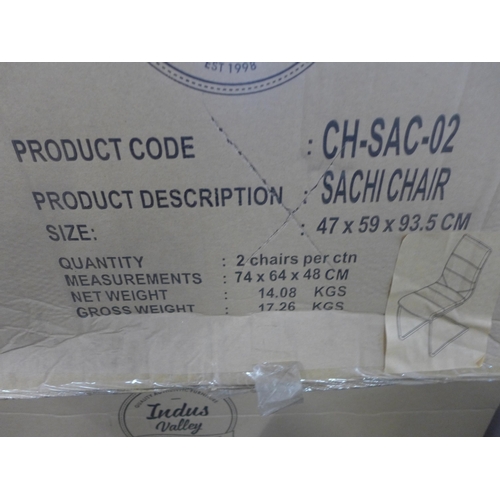 EST 1998
PRODUCT CODE : CH-SAC-02
PRODUCT DESCRIPTION : SACHI CHAIR
SIZE: : 47 x 59 x 93.5 CM
QUANTITY : 2 chairs per ctn
MEASUREMENTS : 74 x 64 x 48 CM
NET WEIGHT : 14.08 KGS
GROSS WEIGHT : 17.26 KGS
Indus
Valley